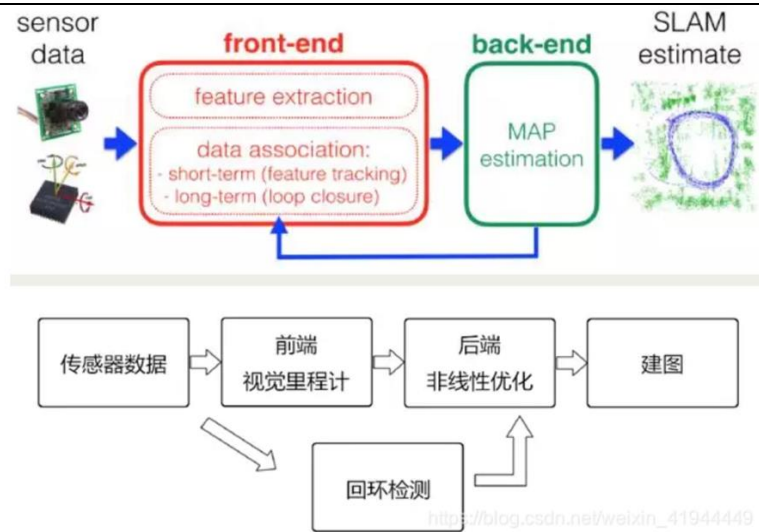 sensor
data
front-end
back-end
SLAM
estimate
feature extraction
data association:
- short-term (feature tracking)
- long-term (loop closure)
MAP
estimation
传感器数据
前端
视觉里程计
后端
非线性优化
建图
回环检测
https://blog.csdn.net/weixin_41944449